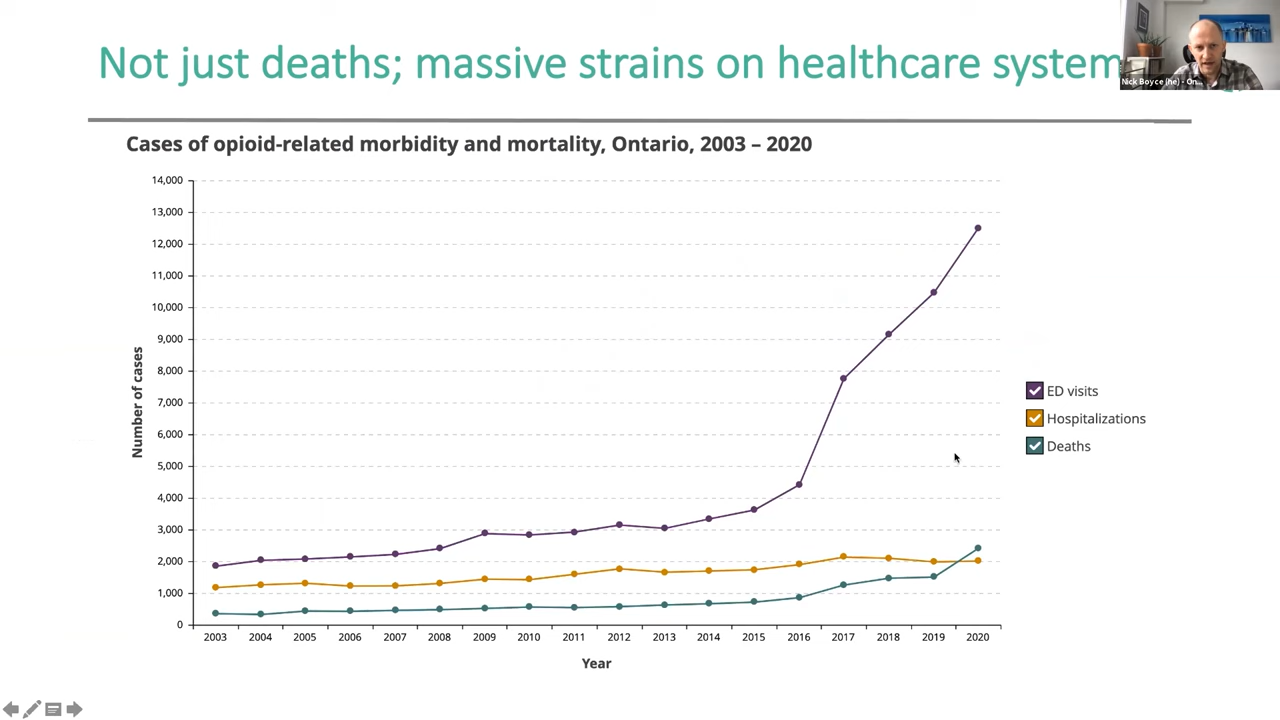 Not just deaths; massive strains on healthcare system
Nick Boyce (he) - On...
Cases of opioid-related morbidity and mortality, Ontario, 2003 – 2020
14,000
13,000
12,000
11,000
10,000
9,000
8,000
7,000
6,000
5,000
4,000
3,000
2,000
1,000
0
Number of cases
2003 2004 2005 2006 2007 2008 2009 2010 2011 2012 2013 2014 2015 2016 2017 2018 2019 2020
Year
ED visits
Hospitalizations
Deaths